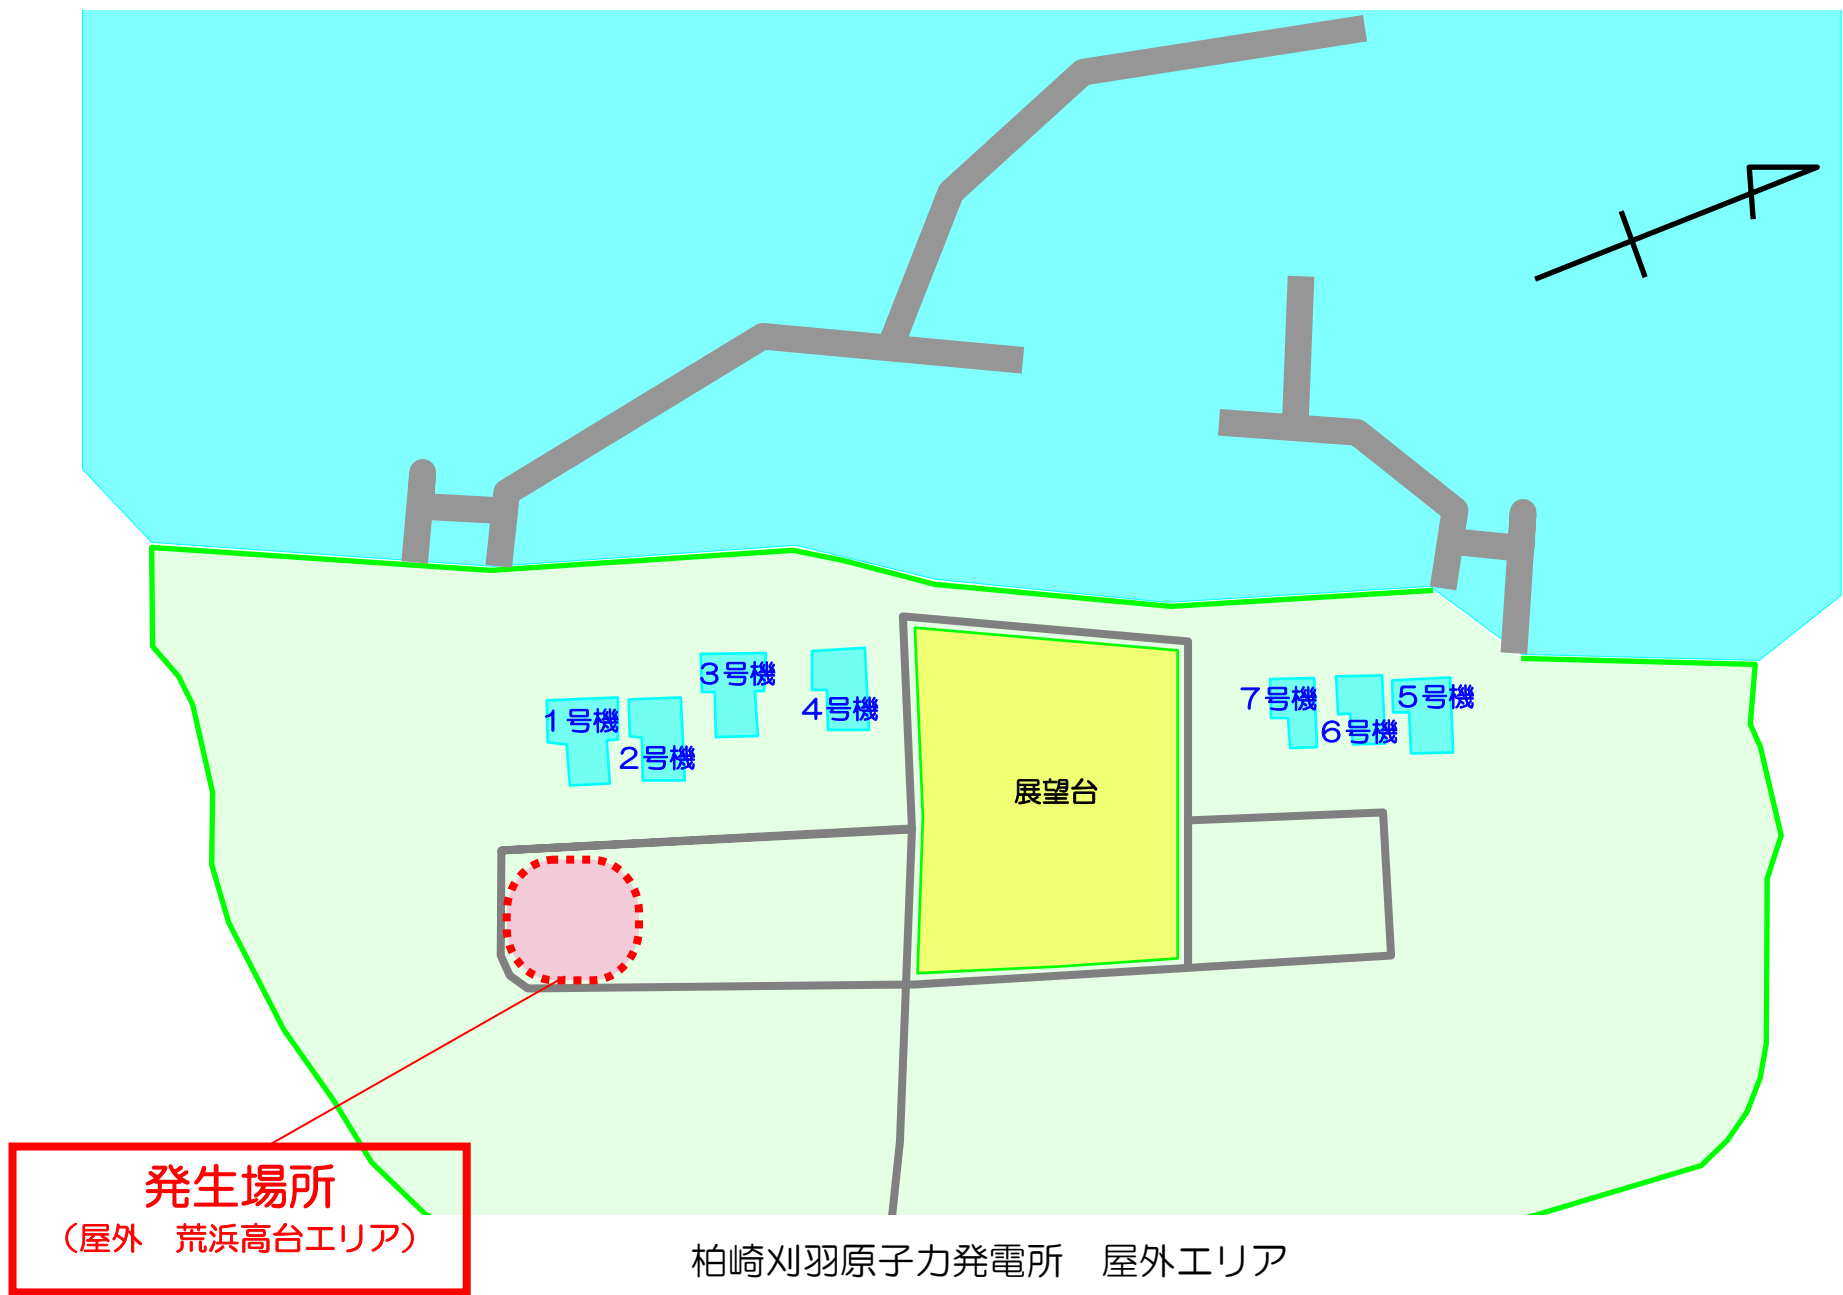 ３号機
４号機
１号機
２号機
７号機
５号機
６号機
展望台
発生場所
（屋外　荒浜高台エリア）
柏崎刈羽原子力発電所　屋外エリア